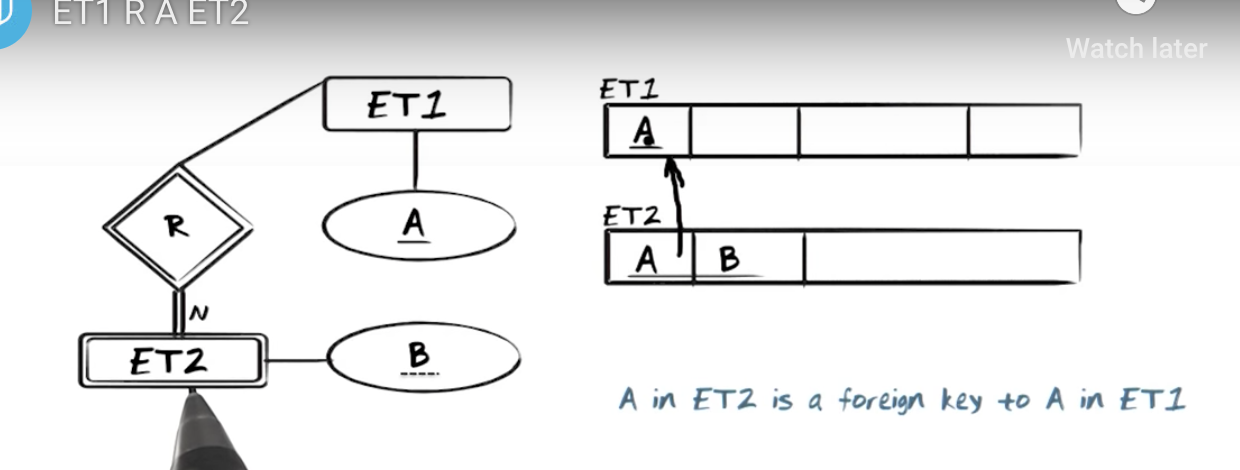 ET1 R A ET2
Watch later
ET1
A
R
N
ET2
B
ET1
A
ET2
A B
A in ET2 is a foreign key to A in ET1